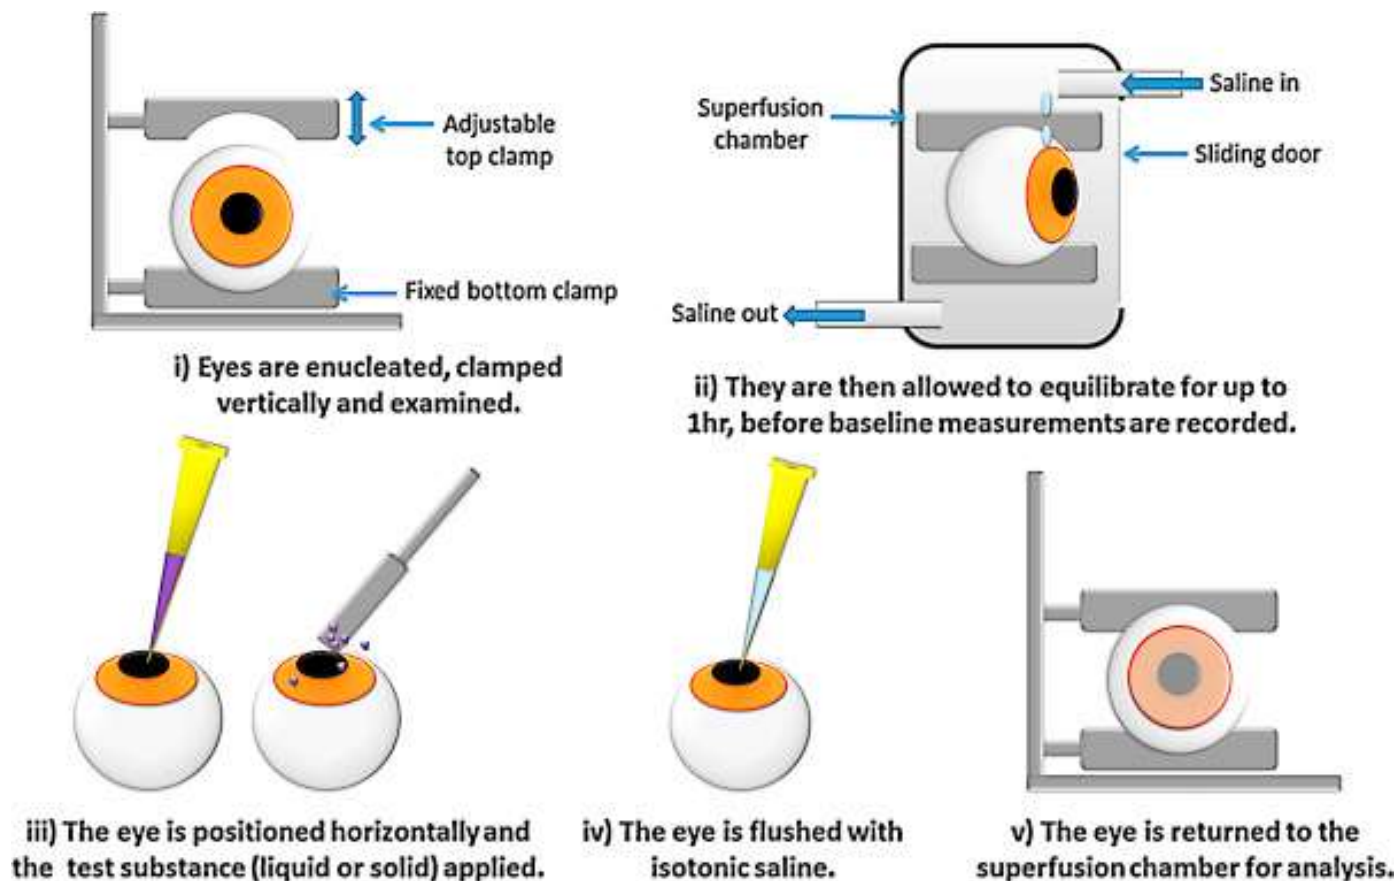 Adjustable
top clamp
Fixed bottom clamp
i) Eyes are enucleated, clamped
vertically and examined.
Superfusion
chamber
Saline in
Sliding door
Saline out
ii) They are then allowed to equilibrate for up to
1hr, before baseline measurements are recorded.
iii) The eye is positioned horizontally and
the test substance (liquid or solid) applied.
iv) The eye is flushed with
isotonic saline.
v) The eye is returned to the
superfusion chamber for analysis.